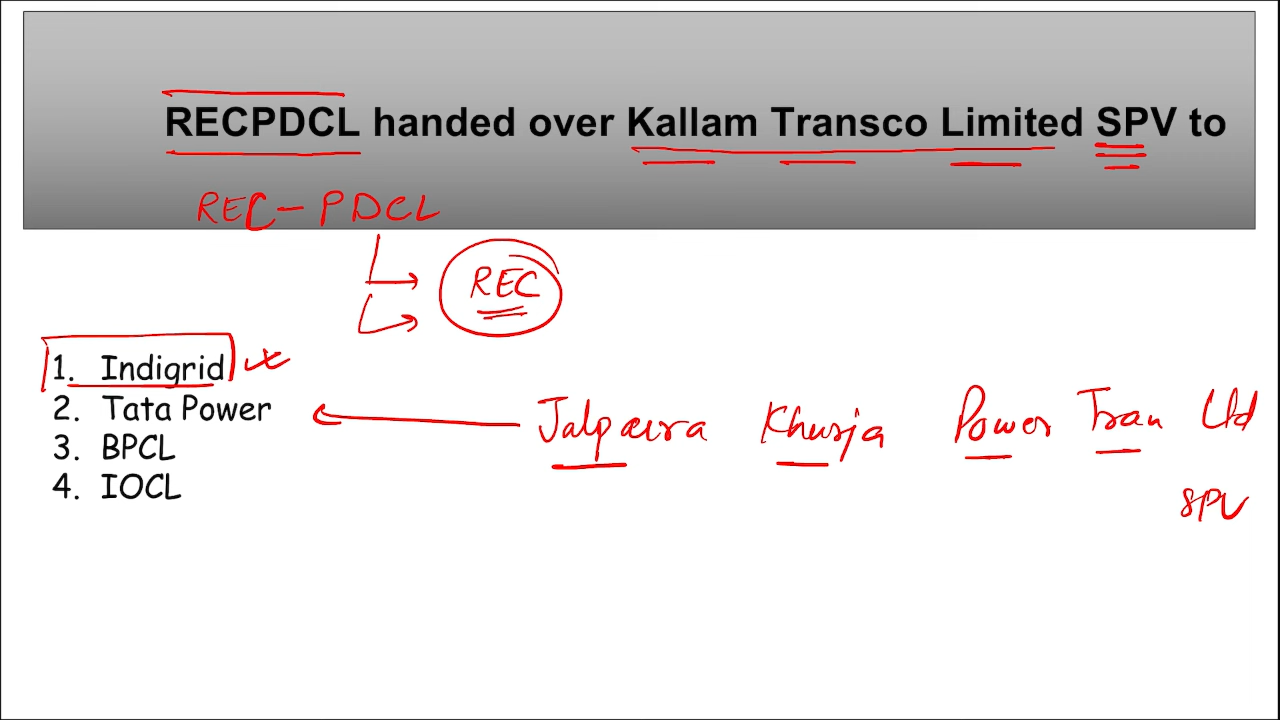 RECPDCL handed over Kallam Transco Limited SPV to
REC - PDCL
REC
1. Indigrid
2. Tata Power
3. BPCL
4. IOCL
Jalpaura Khurja Power Tran Ltd
SPV